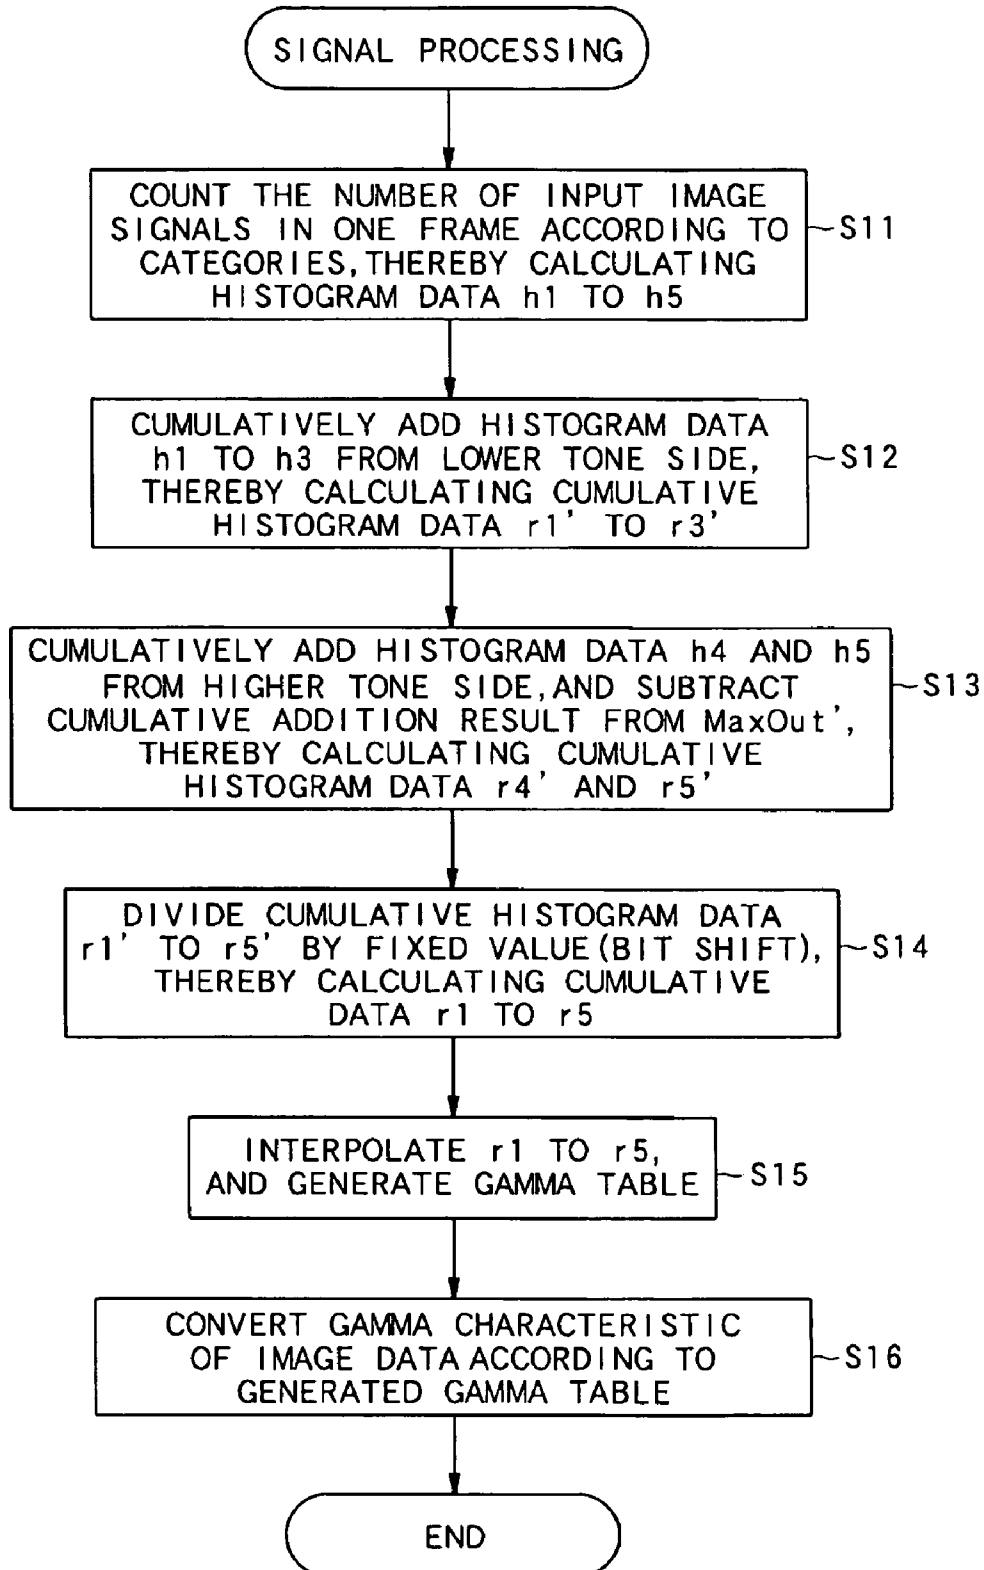 SIGNAL PROCESSING
COUNT THE NUMBER OF INPUT IMAGE
SIGNALS IN ONE FRAME ACCORDING TO
CATEGORIES, THEREBY CALCULATING
HISTOGRAM DATA h1 TO h5
S11
CUMULATIVELY ADD HISTOGRAM DATA
h1 TO h3 FROM LOWER TONE SIDE,
THEREBY CALCULATING CUMULATIVE
HISTOGRAM DATA r1' TO r3'
S12
CUMULATIVELY ADD HISTOGRAM DATA h4 AND h5
FROM HIGHER TONE SIDE, AND SUBTRACT
CUMULATIVE ADDITION RESULT FROM MaxOut',
THEREBY CALCULATING CUMULATIVE
HISTOGRAM DATA r4' AND r5'
S13
DIVIDE CUMULATIVE HISTOGRAM DATA
r1' TO r5' BY FIXED VALUE (BIT SHIFT),
THEREBY CALCULATING CUMULATIVE
DATA r1 TO r5
S14
INTERPOLATE r1 TO r5,
AND GENERATE GAMMA TABLE
S15
CONVERT GAMMA CHARACTERISTIC
OF IMAGE DATA ACCORDING TO
GENERATED GAMMA TABLE
S16
END